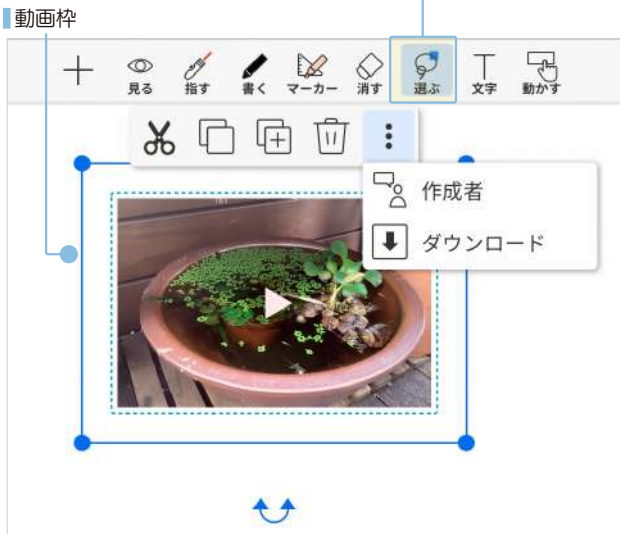 動画枠
見る 指す 書く マーカー 消す 選ぶ 文字 動かす
作成者
ダウンロード